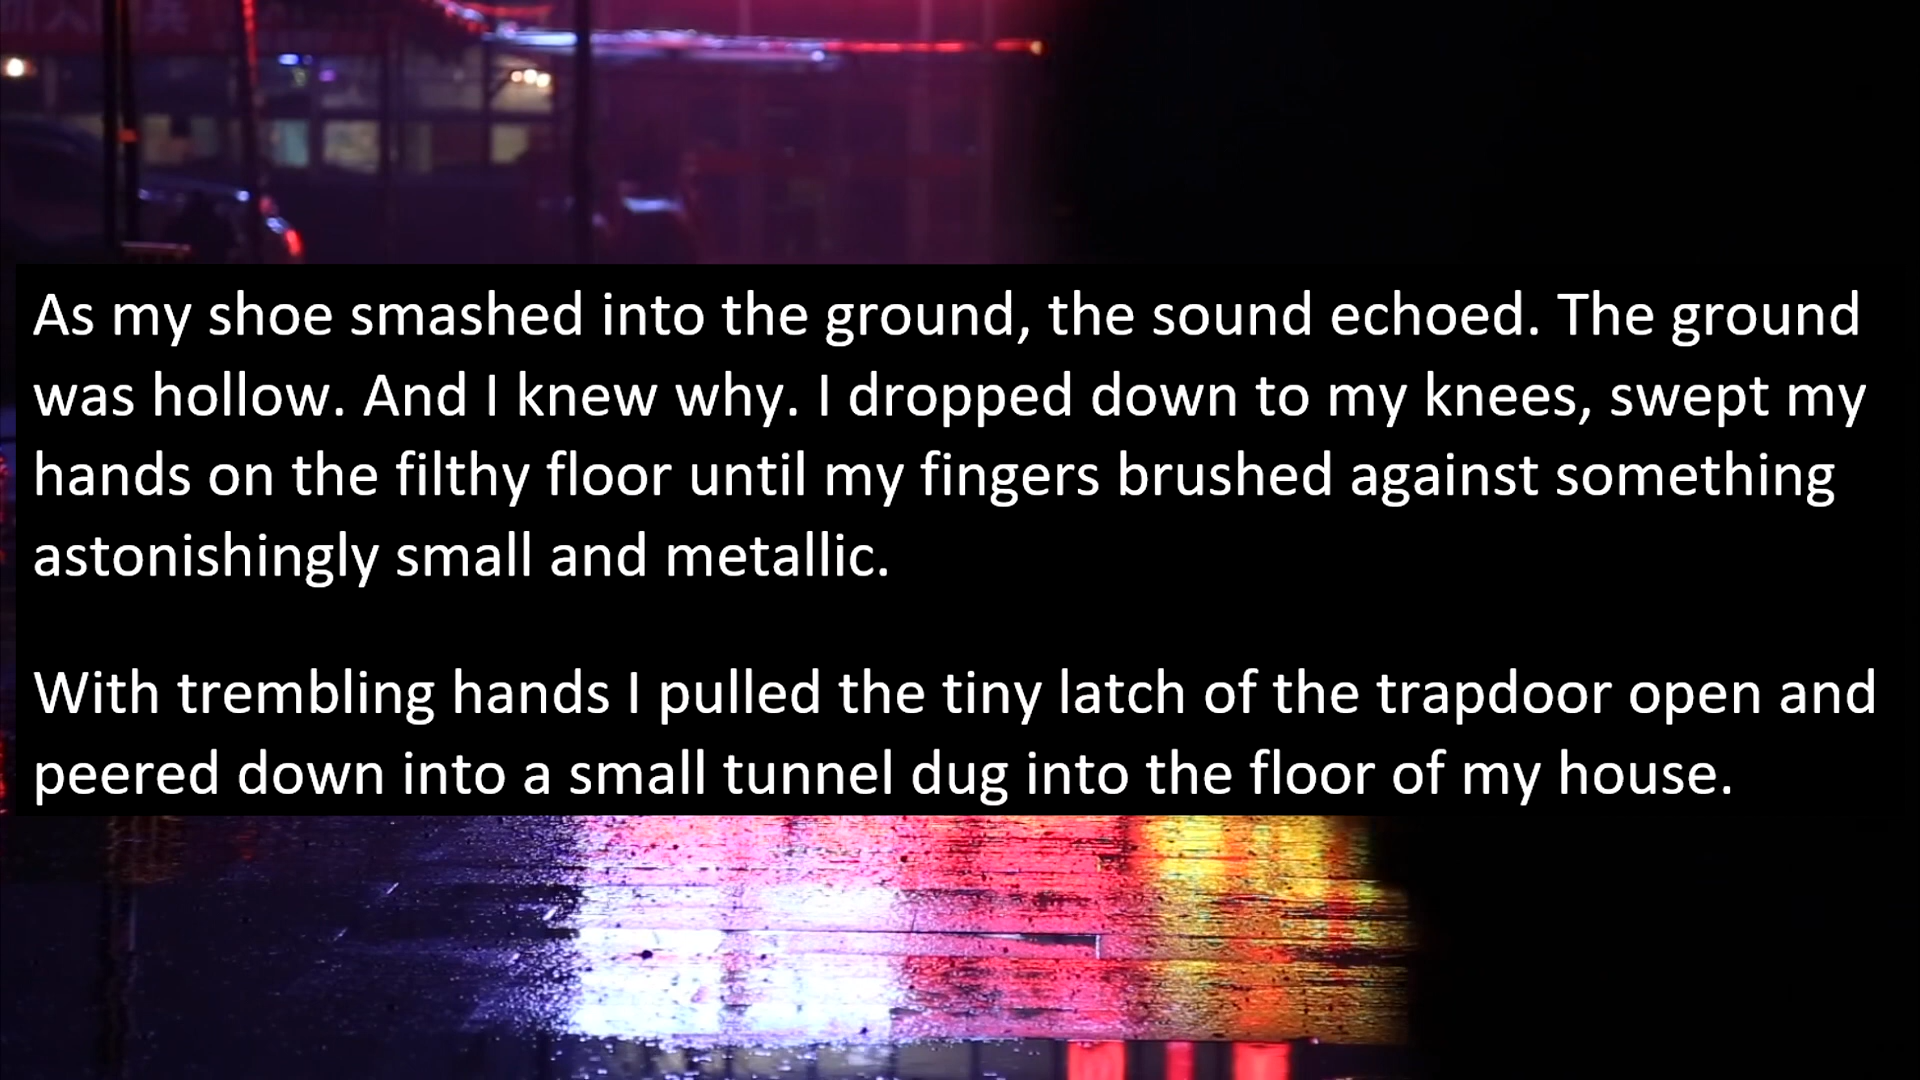 As my shoe smashed into the ground, the sound echoed. The ground
was hollow. And I knew why. I dropped down to my knees, swept my
hands on the filthy floor until my fingers brushed against something
astonishingly small and metallic.
With trembling hands I pulled the tiny latch of the trapdoor open and
peered down into a small tunnel dug into the floor of my house.